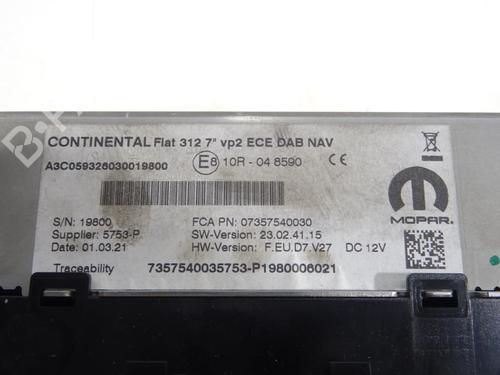 CONTINENTAL Fiat 312 7" vp2 ECE DAB NAV
A3C059326030019800
E8 10R - 04 8590 CE
S/N: 19800 FCA PN: 07357540030
Supplier: 5753-P SW-Version: 23.02.41.15
Date: 01.03.21 HW-Version: F.EU.D7.V27 DC 12V
Traceability 7357540035753-P1980006021
MOPAR